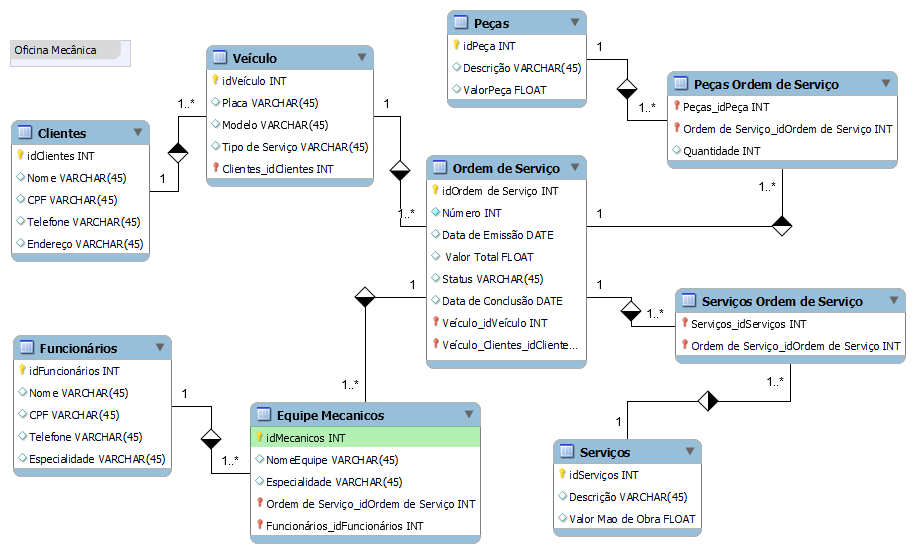 Oficina Mecânica
Clientes
idClientes INT
Nome VARCHAR(45)
CPF VARCHAR(45)
Telefone VARCHAR(45)
Endereço VARCHAR(45)
1
1..*
Veículo
idVeículo INT
Placa VARCHAR(45)
Modelo VARCHAR(45)
Tipo de Serviço VARCHAR(45)
Clientes_idClientes INT
1
1..*
Peças
idPeça INT
Descrição VARCHAR(45)
ValorPeça FLOAT
1
1..*
Peças Ordem de Serviço
Peças_idPeça INT
Ordem de Serviço_idOrdem de Serviço INT
Quantidade INT
1..*
1
Ordem de Serviço
idOrdem de Serviço INT
Número INT
Data de Emissão DATE
Valor Total FLOAT
Status VARCHAR(45)
Data de Conclusão DATE
Veículo_idVeículo INT
Veículo_Clientes_idCliente...
1
1..*
1
1..*
Serviços Ordem de Serviço
Serviços_idServiços INT
Ordem de Serviço_idOrdem de Serviço INT
1..*
1
Funcionários
idFuncionários INT
Nome VARCHAR(45)
CPF VARCHAR(45)
Telefone VARCHAR(45)
Especialidade VARCHAR(45)
1
1..*
Equipe Mecanicos
idMecanicos INT
NomeEquipe VARCHAR(45)
Especialidade VARCHAR(45)
Ordem de Serviço_idOrdem de Serviço INT
Funcionários_idFuncionários INT
Serviços
idServiços INT
Descrição VARCHAR(45)
Valor Mao de Obra FLOAT